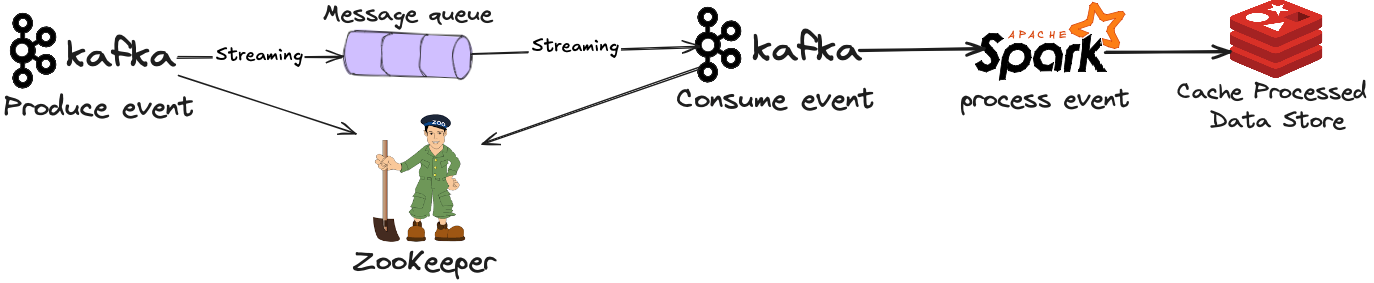 Message queue
kafka
Streaming
Streaming
kafka
APACHE
Spark
Produce event
Consume event
process event
Cache Processed
Data Store
ZOO
ZooKeeper